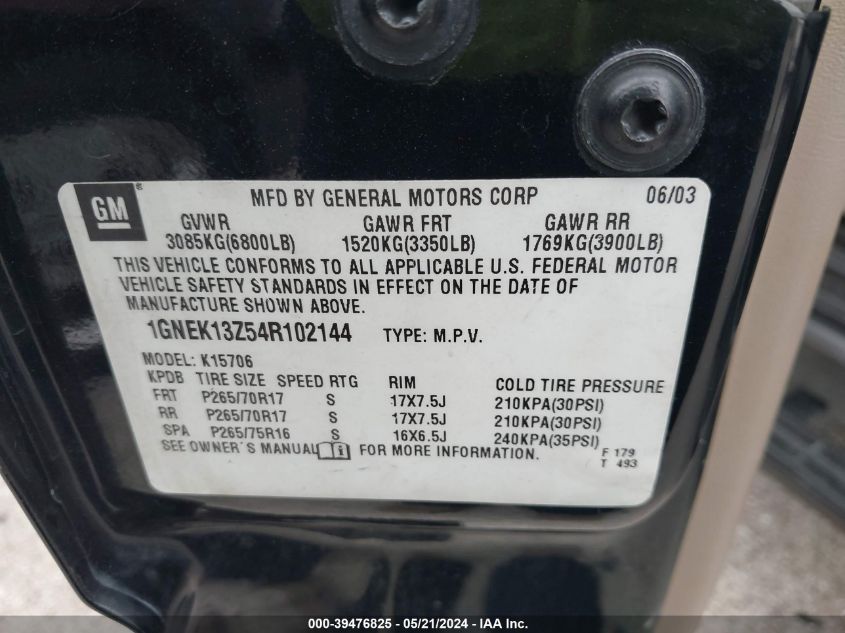 GM ® MFD BY GENERAL MOTORS CORP 06/03
GVWR GAWR FRT GAWR RR
3085KG(6800LB) 1520KG(3350LB) 1769KG(3900LB)
THIS VEHICLE CONFORMS TO ALL APPLICABLE U.S. FEDERAL MOTOR
VEHICLE SAFETY STANDARDS IN EFFECT ON THE DATE OF
MANUFACTURE SHOWN ABOVE.
1GNEK13Z54R102144 TYPE: M.P.V.
MODEL: K15706
KPDB TIRE SIZE SPEED RTG RIM COLD TIRE PRESSURE
FRT P265/70R17 S 17X7.5J 210KPA(30PSI)
RR P265/70R17 S 17X7.5J 210KPA(30PSI)
SPA P265/75R16 S 16X6.5J 240KPA(35PSI)
SEE OWNER'S MANUAL FOR MORE INFORMATION.
F 179
T 493
000-39476825 - 05/21/2024 - IAA Inc.